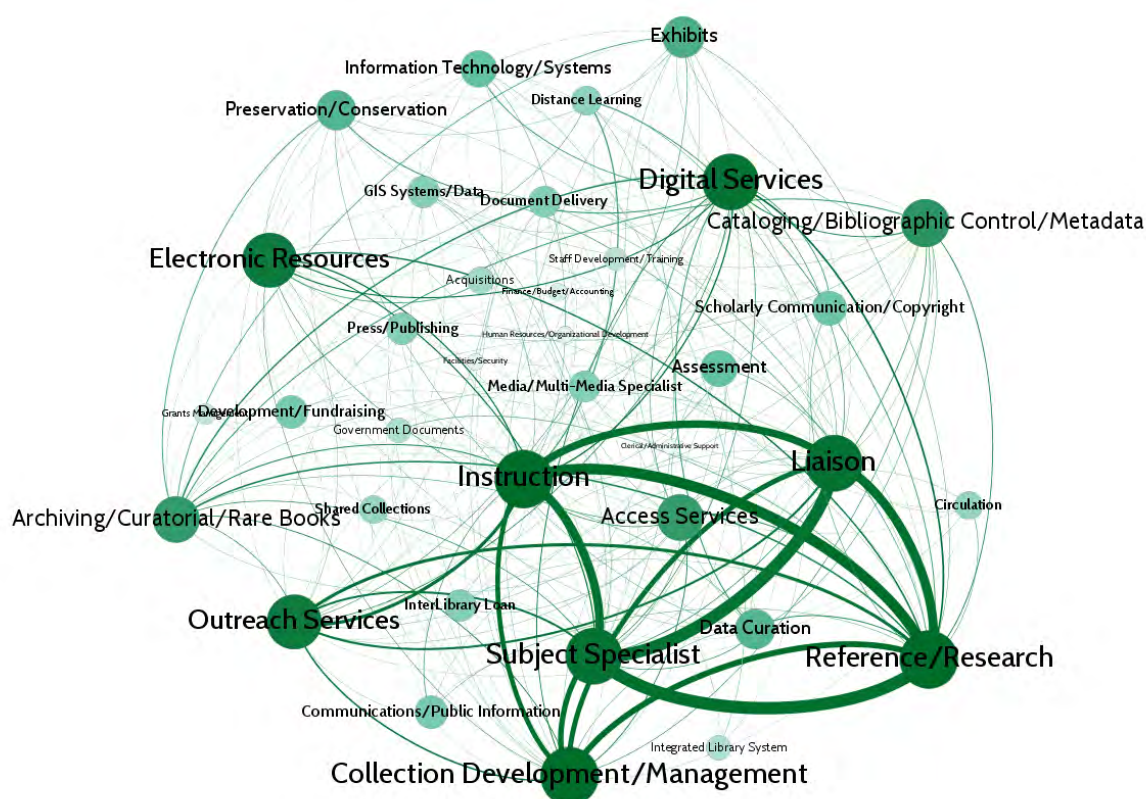 Exhibits
Information Technology/Systems
Distance Learning
Preservation/Conservation
Digital Services
GIS Systems/Data
Document Delivery
Cataloging/Bibliographic Control/Metadata
Electronic Resources
Staff Development/Training
Acquisitions
Finance/Budget/Accounting
Scholarly Communication/Copyright
Press/Publishing
Human Resources/Organizational Development
Facilities/Security
Assessment
Media/Multi-Media Specialist
Grants Management
Development/Fundraising
Government Documents
Clerical/Administrative Support
Liaison
Instruction
Circulation
Shared Collections
Access Services
Archiving/Curatorial/Rare Books
InterLibrary Loan
Outreach Services
Data Curation
Subject Specialist
Reference/Research
Communications/Public Information
Integrated Library System
Collection Development/Management